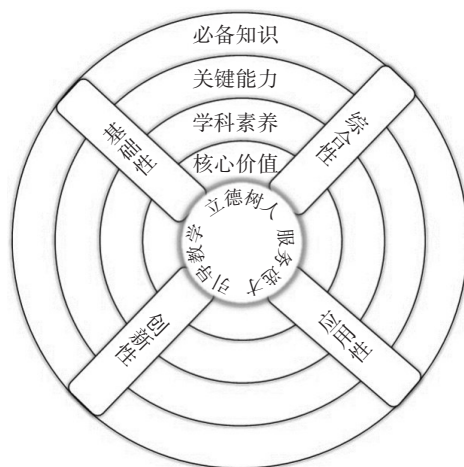 必备知识
关键能力
学科素养
核心价值
基础性
综合性
立德树人
服务选才
引导教学
创新性
应用性